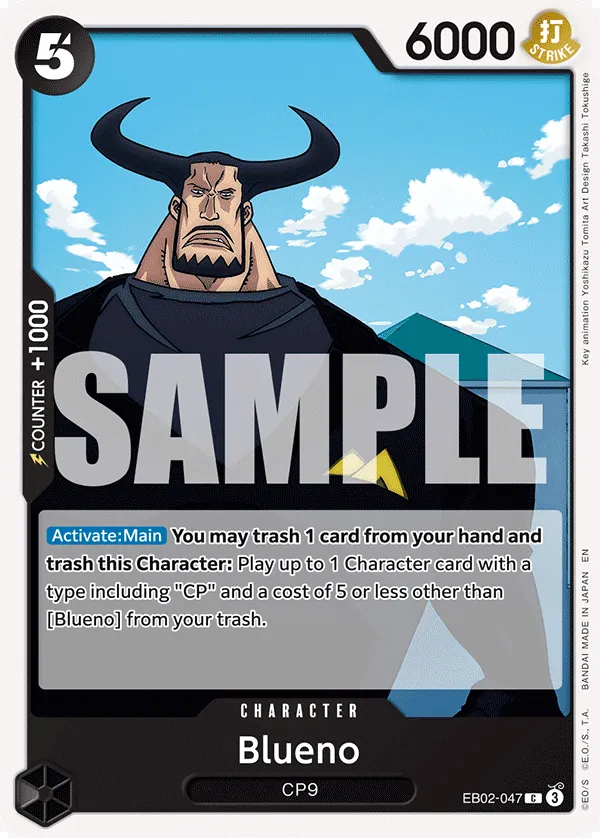 5
6000
打
STRIKE
Key animation Yoshikazu Tomita Art Design Takashi Tokushige
COUNTER +1000
SAMPLE
Activate:Main You may trash 1 card from your hand and
trash this Character: Play up to 1 Character card with a
type including "CP" and a cost of 5 or less other than
[Blueno] from your trash.
CHARACTER
Blueno
CP9
EB02-047 C 3
©EO/S ©E.O./S., T.A. BANDAI MADE IN JAPAN EN